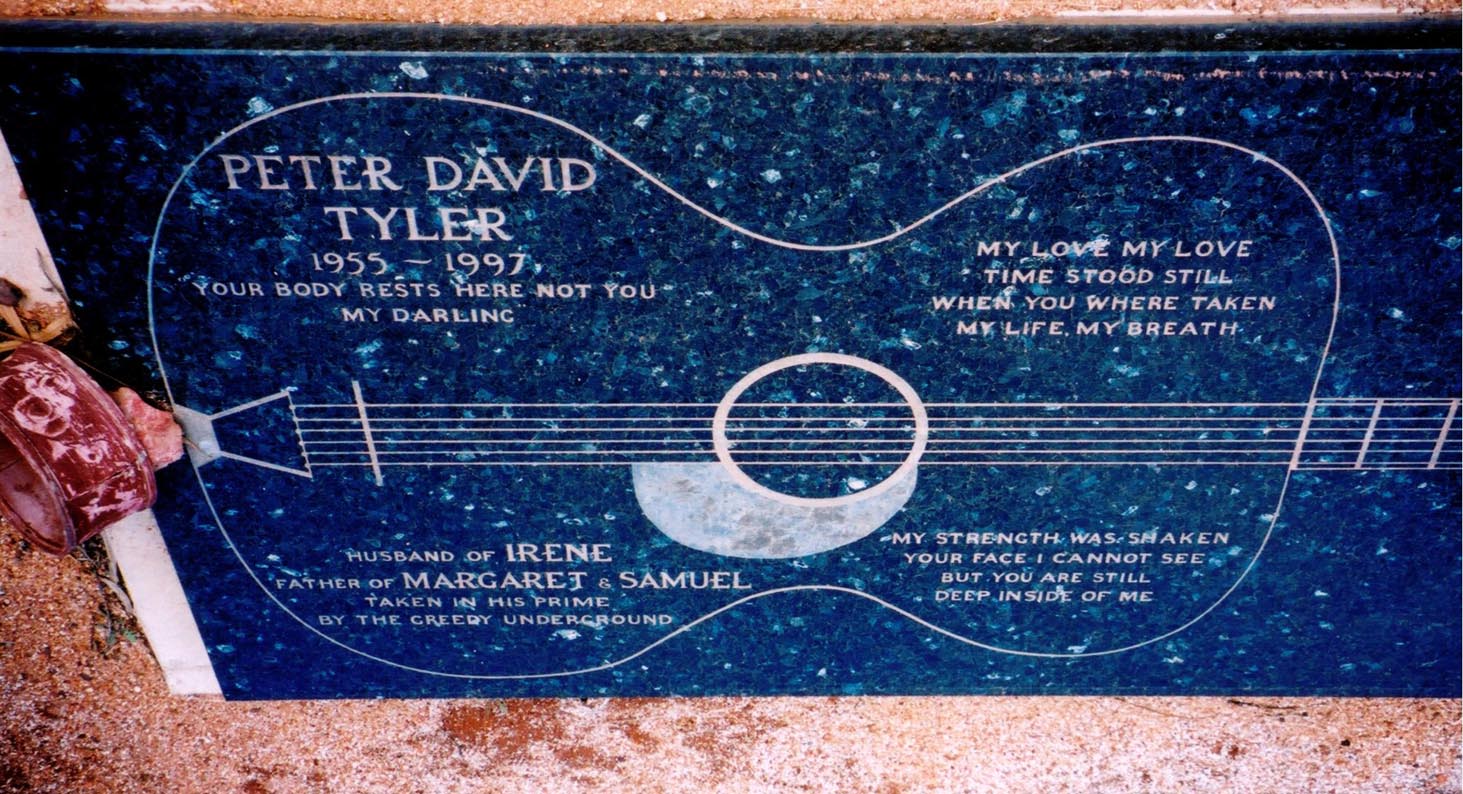 PETER DAVID
TYLER
1955 ~ 1997
YOUR BODY RESTS HERE NOT YOU
MY DARLING
MY LOVE MY LOVE
TIME STOOD STILL
WHEN YOU WHERE TAKEN
MY LIFE, MY BREATH
HUSBAND OF IRENE
FATHER OF MARGARET & SAMUEL
TAKEN IN HIS PRIME
BY THE GREEDY UNDERGROUND
MY STRENGTH WAS SHAKEN
YOUR FACE I CANNOT SEE
BUT YOU ARE STILL
DEEP INSIDE OF ME